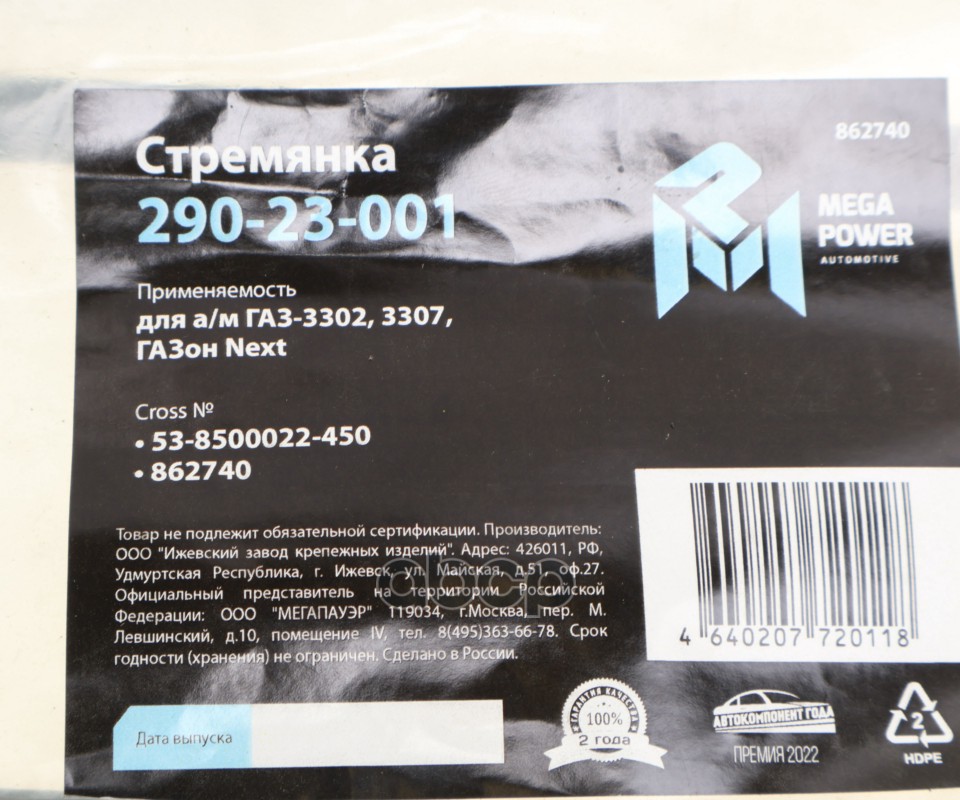 862740
Стремянка
290-23-001
MEGA
POWER
AUTOMOTIVE
Применяемость
для а/м ГАЗ-3302, 3307,
ГАЗон Next
Cross №
• 53-8500022-450
• 862740
Товар не подлежит обязательной сертификации. Производитель:
ООО "Ижевский завод крепежных изделий". Адрес: 426011, РФ,
Удмуртская Республика, г. Ижевск, ул. Майская, д.51, оф.27.
Официальный представитель на территории Российской
Федерации: ООО "МЕГАПАУЭР" 119034, г.Москва, пер. М.
Левшинский, д.10, помещение IV, тел. 8(495)363-66-78. Срок
годности (хранения) не ограничен. Сделано в России.
abcp
4 640207 720118
Дата выпуска
ГАРАНТИЯ КАЧЕСТВА
100%
2 года
АВТОКОМПОНЕНТ ГОДА
ПРЕМИЯ 2022
2
HDPE